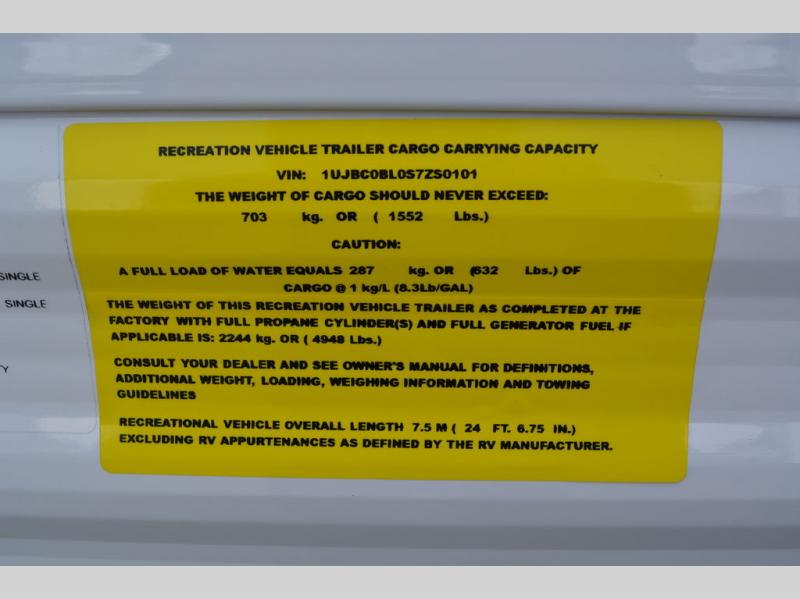 RECREATION VEHICLE TRAILER CARGO CARRYING CAPACITY
VIN: 1UJBC0BL0S7ZS0101
THE WEIGHT OF CARGO SHOULD NEVER EXCEED:
703 kg. OR ( 1552 Lbs.)
CAUTION:
A FULL LOAD OF WATER EQUALS 287 kg. OR (632 Lbs.) OF
CARGO @ 1 kg/L (8.3Lb/GAL)
THE WEIGHT OF THIS RECREATION VEHICLE TRAILER AS COMPLETED AT THE
FACTORY WITH FULL PROPANE CYLINDER(S) AND FULL GENERATOR FUEL IF
APPLICABLE IS: 2244 kg. OR ( 4948 Lbs.)
CONSULT YOUR DEALER AND SEE OWNER'S MANUAL FOR DEFINITIONS,
ADDITIONAL WEIGHT, LOADING, WEIGHING INFORMATION AND TOWING
GUIDELINES
RECREATIONAL VEHICLE OVERALL LENGTH 7.5 M ( 24 FT. 6.75 IN.)
EXCLUDING RV APPURTENANCES AS DEFINED BY THE RV MANUFACTURER.
SINGLE
SINGLE